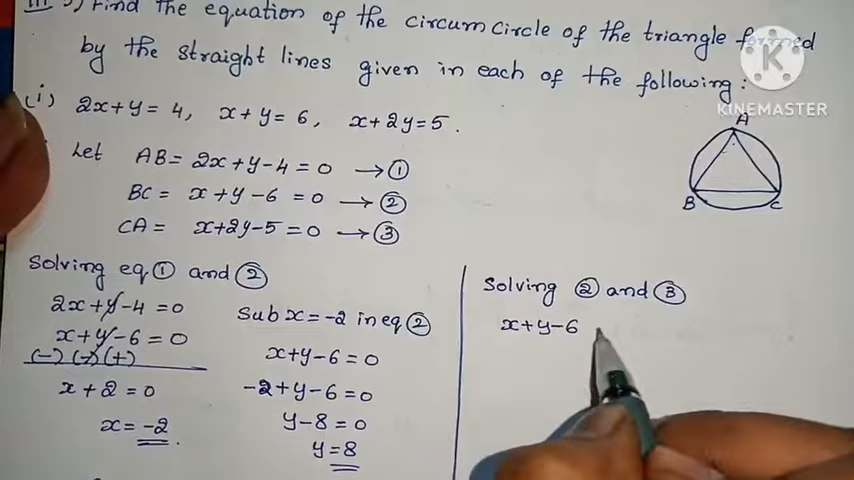 III 3) Find the equation of the circumcircle of the triangle formed
by the straight lines given in each of the following:
KINEMASTER
(i) 2x+y=4, x+y=6, x+2y=5.
A
B C
Let AB= 2x+y-4=0 → ①
BC= x+y-6=0 → ②
CA= x+2y-5=0 → ③
Solving eq ① and ②
2x+y-4=0
x+y-6=0
(-) (-) (+)
x+2=0
x=-2.
Sub x=-2 in eq ②
x+y-6=0
-2+y-6=0
y-8=0
y=8
Solving ② and ③
x+y-6